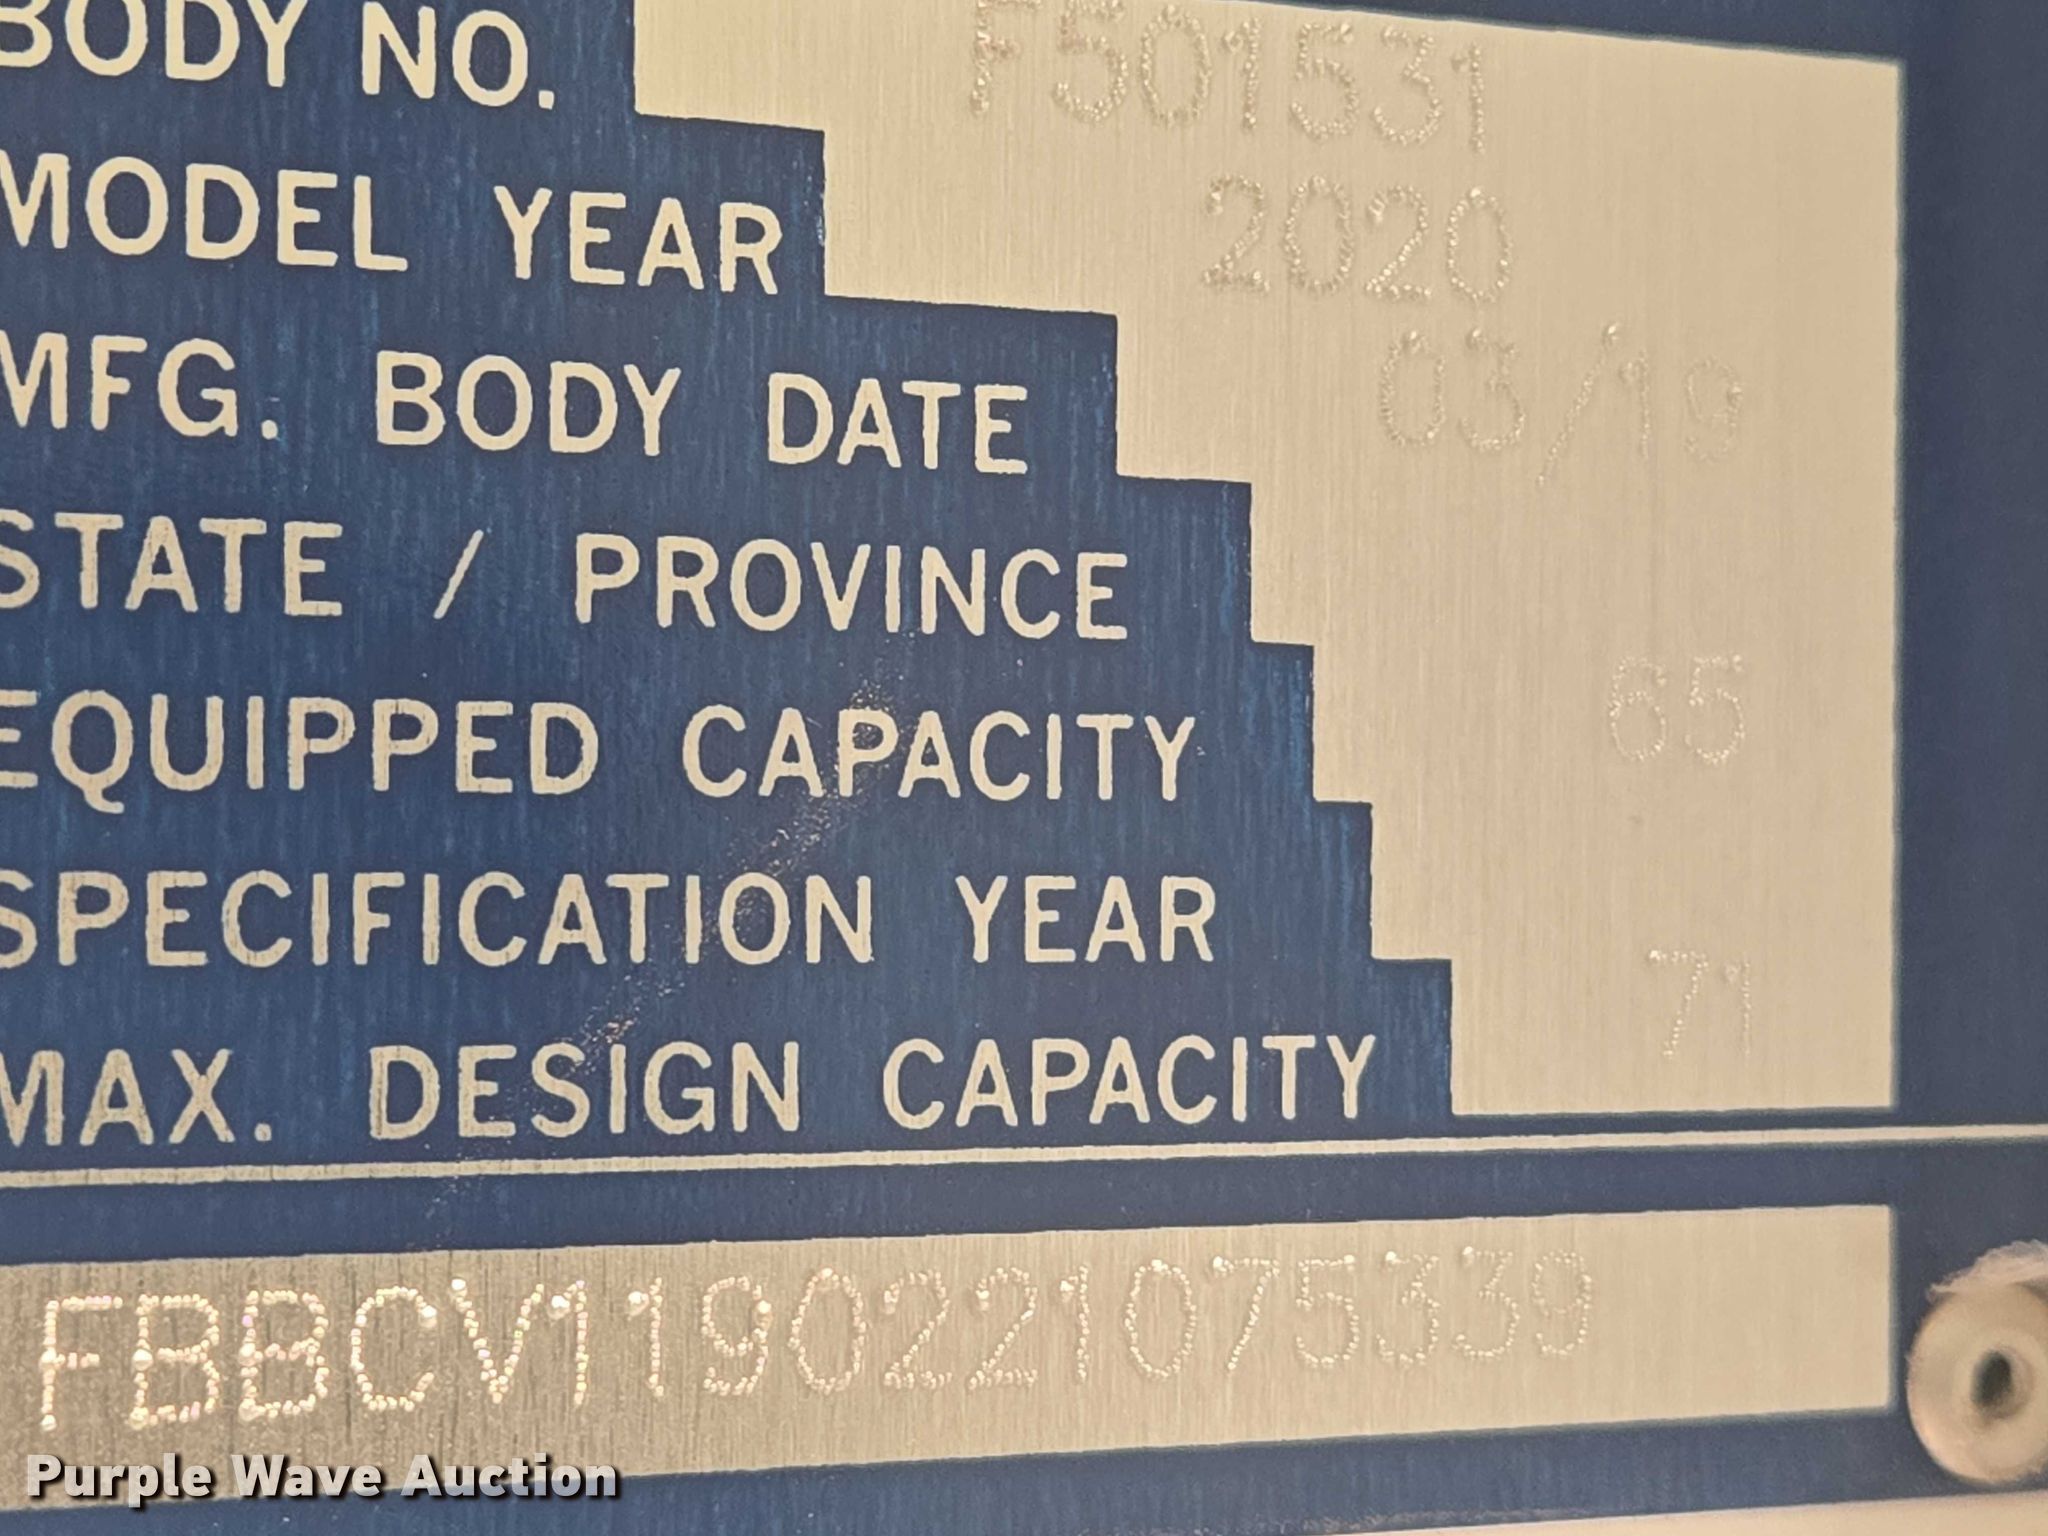 BODY NO. F501531
MODEL YEAR 2020
MFG. BODY DATE 03/19
STATE / PROVINCE
EQUIPPED CAPACITY 65
SPECIFICATION YEAR
MAX. DESIGN CAPACITY 71
FBBCV1190221075339
Purple Wave Auction